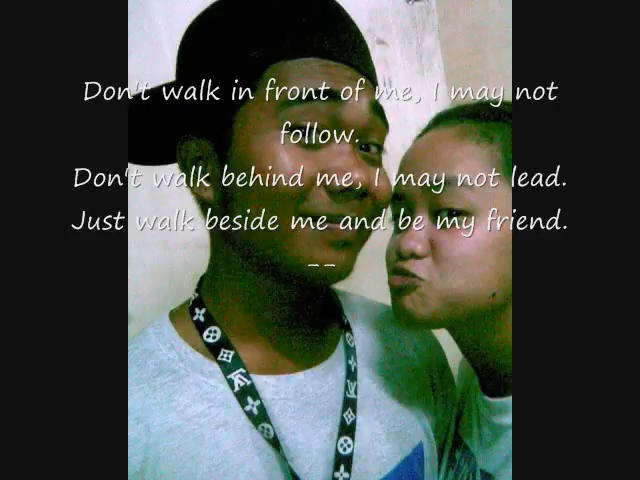 Don't walk in front of me, I may not
follow.
Don't walk behind me, I may not lead.
Just walk beside me and be my friend.
--